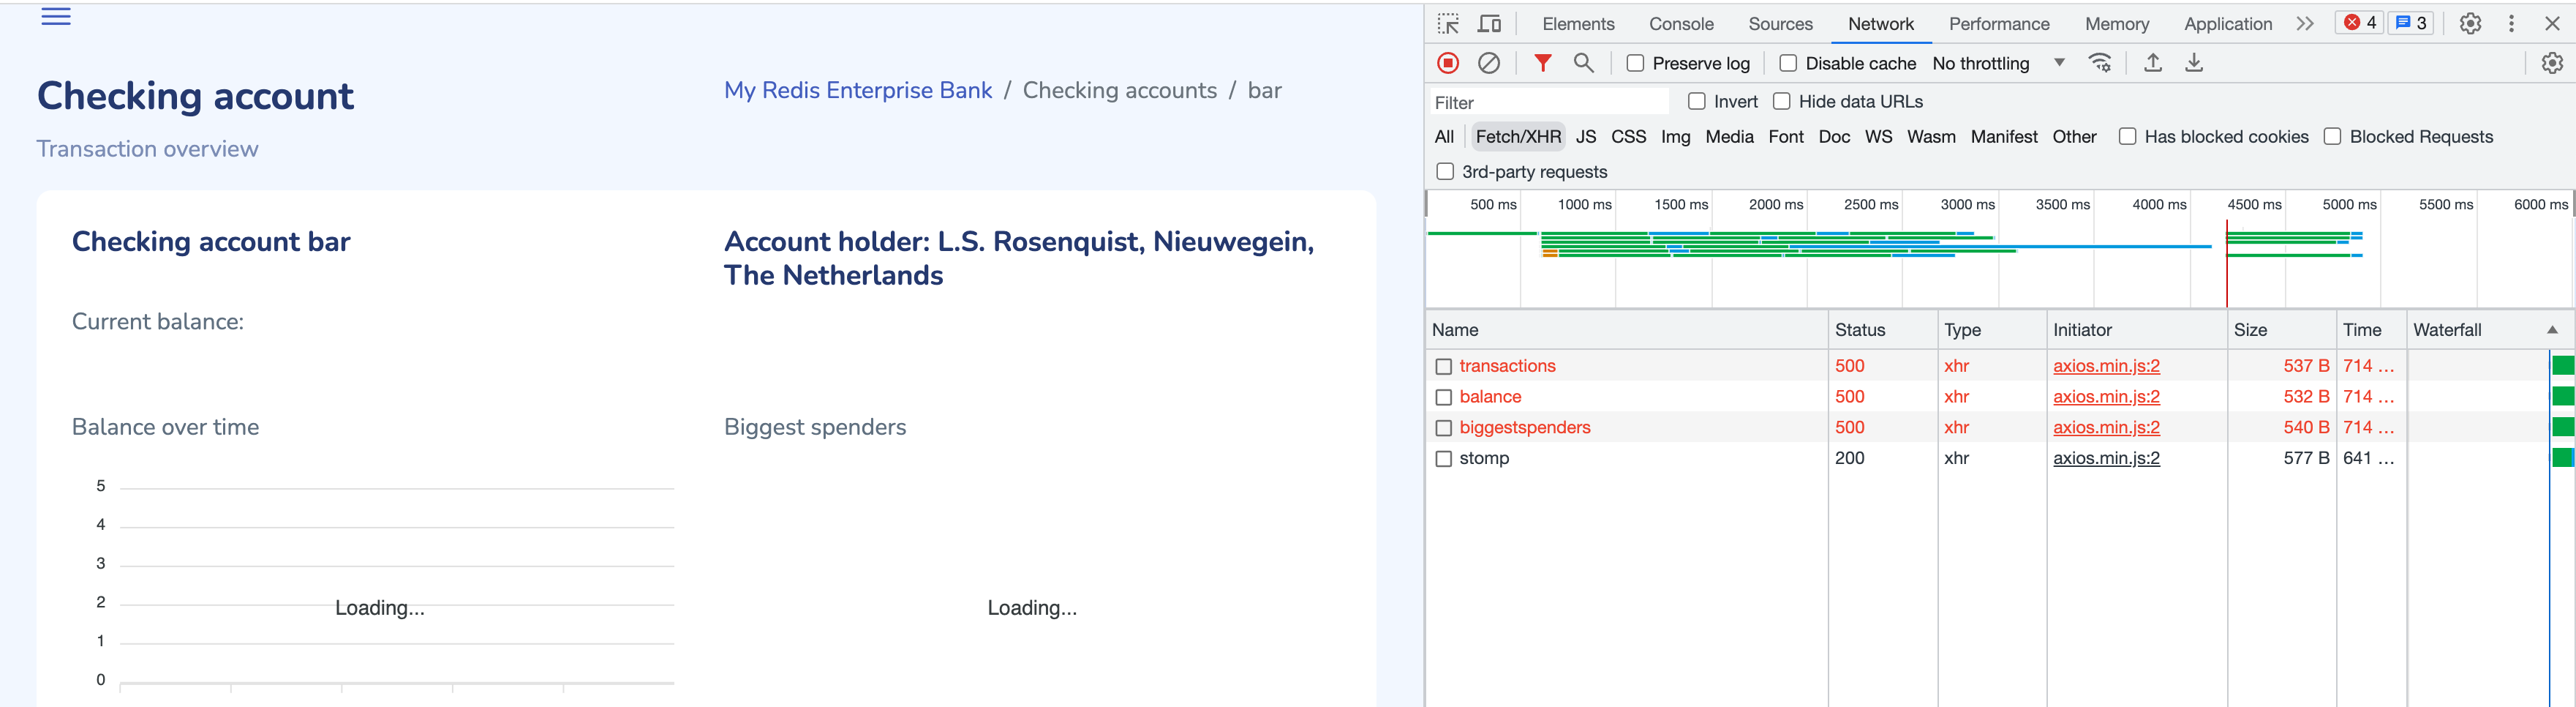 Checking account
My Redis Enterprise Bank / Checking accounts / bar
Transaction overview
Checking account bar
Account holder: L.S. Rosenquist, Nieuwegein,
The Netherlands
Current balance:
Balance over time
Biggest spenders
5
4
3
2
1
0
Loading...
Loading...
Elements Console Sources Network Performance Memory Application 4 3
Preserve log Disable cache No throttling
Filter Invert Hide data URLs
All Fetch/XHR JS CSS Img Media Font Doc WS Wasm Manifest Other Has blocked cookies Blocked Requests
3rd-party requests
500 ms 1000 ms 1500 ms 2000 ms 2500 ms 3000 ms 3500 ms 4000 ms 4500 ms 5000 ms 5500 ms 6000 ms
Name Status Type Initiator Size Time Waterfall
transactions 500 xhr axios.min.js:2 537 B 714 ...
balance 500 xhr axios.min.js:2 532 B 714 ...
biggestspenders 500 xhr axios.min.js:2 540 B 714 ...
stomp 200 xhr axios.min.js:2 577 B 641 ...